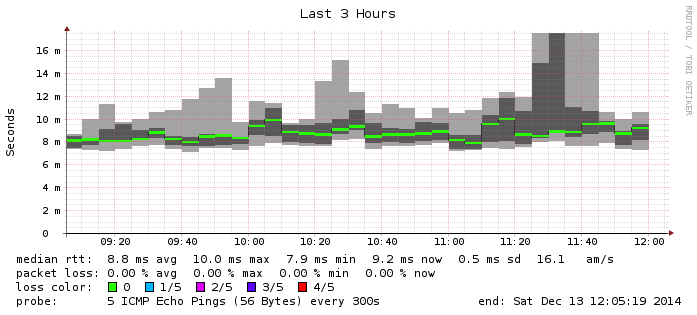 Last 3 Hours
RRDTOOL / TOBI OETIKER
Seconds
16 m
14 m
12 m
10 m
8 m
6 m
4 m
2 m
0
09:20 09:40 10:00 10:20 10:40 11:00 11:20 11:40 12:00
median rtt: 8.8 ms avg 10.0 ms max 7.9 ms min 9.2 ms now 0.5 ms sd 16.1 am/s
packet loss: 0.00 % avg 0.00 % max 0.00 % min 0.00 % now
loss color: 0 1/5 2/5 3/5 4/5
probe: 5 ICMP Echo Pings (56 Bytes) every 300s end: Sat Dec 13 12:05:19 2014